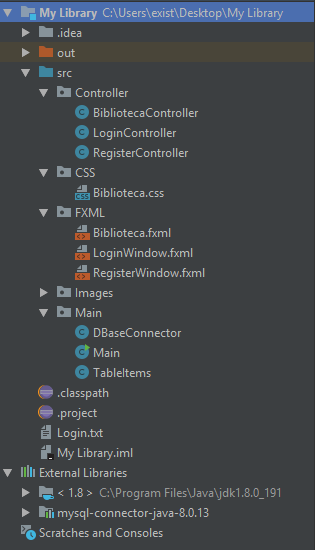 My Library C:\Users\exist\Desktop\My Library
.idea
out
src
Controller
BibliotecaController
LoginController
RegisterController
CSS
Biblioteca.css
FXML
Biblioteca.fxml
LoginWindow.fxml
RegisterWindow.fxml
Images
Main
DBaseConnector
Main
TableItems
.classpath
.project
Login.txt
My Library.iml
External Libraries
< 1.8 > C:\Program Files\Java\jdk1.8.0_191
mysql-connector-java-8.0.13
Scratches and Consoles